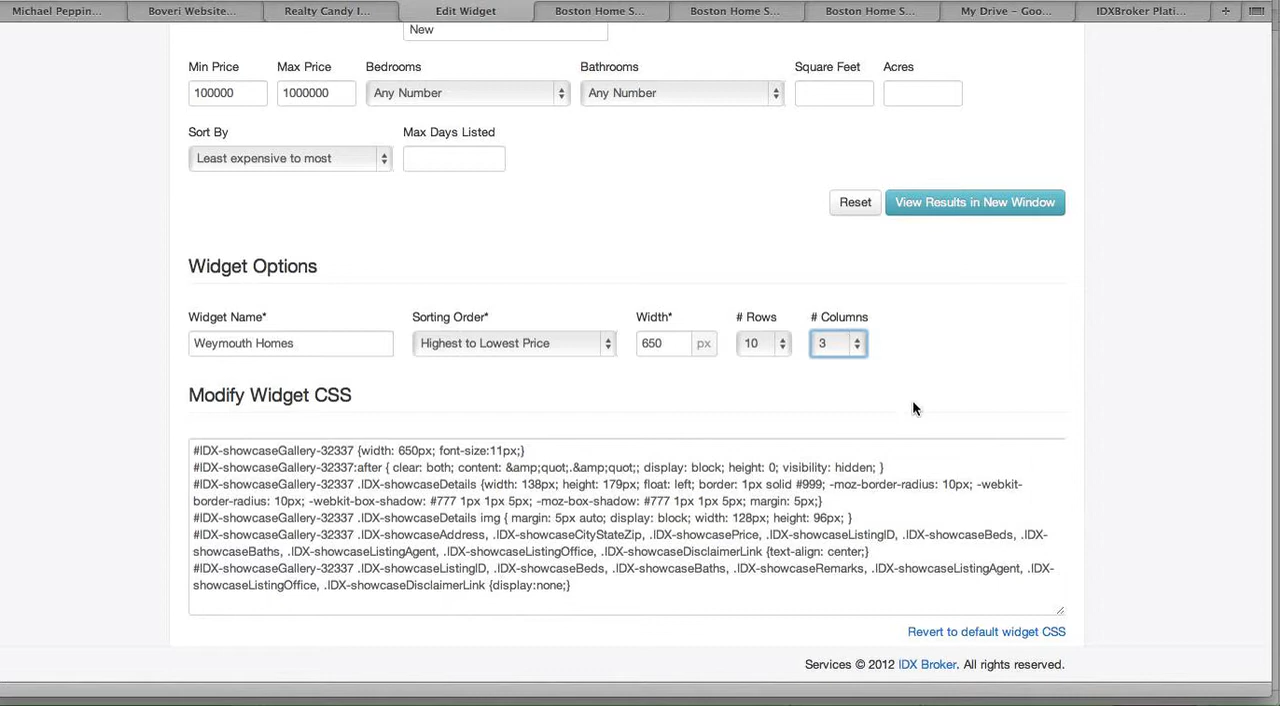 Michael Peppin...
Boveri Website...
Realty Candy I...
Edit Widget
Boston Home S...
Boston Home S...
Boston Home S...
My Drive – Goo...
IDXBroker Plati...
+
New
Min Price
Max Price
Bedrooms
Bathrooms
Square Feet
Acres
100000
1000000
Any Number
Any Number
Sort By
Max Days Listed
Least expensive to most
Reset
View Results in New Window
Widget Options
Widget Name*
Sorting Order*
Width*
# Rows
# Columns
Weymouth Homes
Highest to Lowest Price
650
px
10
3
Modify Widget CSS
#IDX-showcaseGallery-32337 {width: 650px; font-size:11px;}
#IDX-showcaseGallery-32337:after { clear: both; content: &amp;quot;.&amp;quot;; display: block; height: 0; visibility: hidden; }
#IDX-showcaseGallery-32337 .IDX-showcaseDetails {width: 138px; height: 179px; float: left; border: 1px solid #999; -moz-border-radius: 10px; -webkit-
border-radius: 10px; -webkit-box-shadow: #777 1px 1px 5px; -moz-box-shadow: #777 1px 1px 5px; margin: 5px;}
#IDX-showcaseGallery-32337 .IDX-showcaseDetails img { margin: 5px auto; display: block; width: 128px; height: 96px; }
#IDX-showcaseGallery-32337 .IDX-showcaseAddress, .IDX-showcaseCityStateZip, .IDX-showcasePrice, .IDX-showcaseListingID, .IDX-showcaseBeds, .IDX-
showcaseBaths, .IDX-showcaseListingAgent, .IDX-showcaseListingOffice, .IDX-showcaseDisclaimerLink {text-align: center;}
#IDX-showcaseGallery-32337 .IDX-showcaseListingID, .IDX-showcaseBeds, .IDX-showcaseBaths, .IDX-showcaseRemarks, .IDX-showcaseListingAgent, .IDX-
showcaseListingOffice, .IDX-showcaseDisclaimerLink {display:none;}
Revert to default widget CSS
Services © 2012 IDX Broker. All rights reserved.